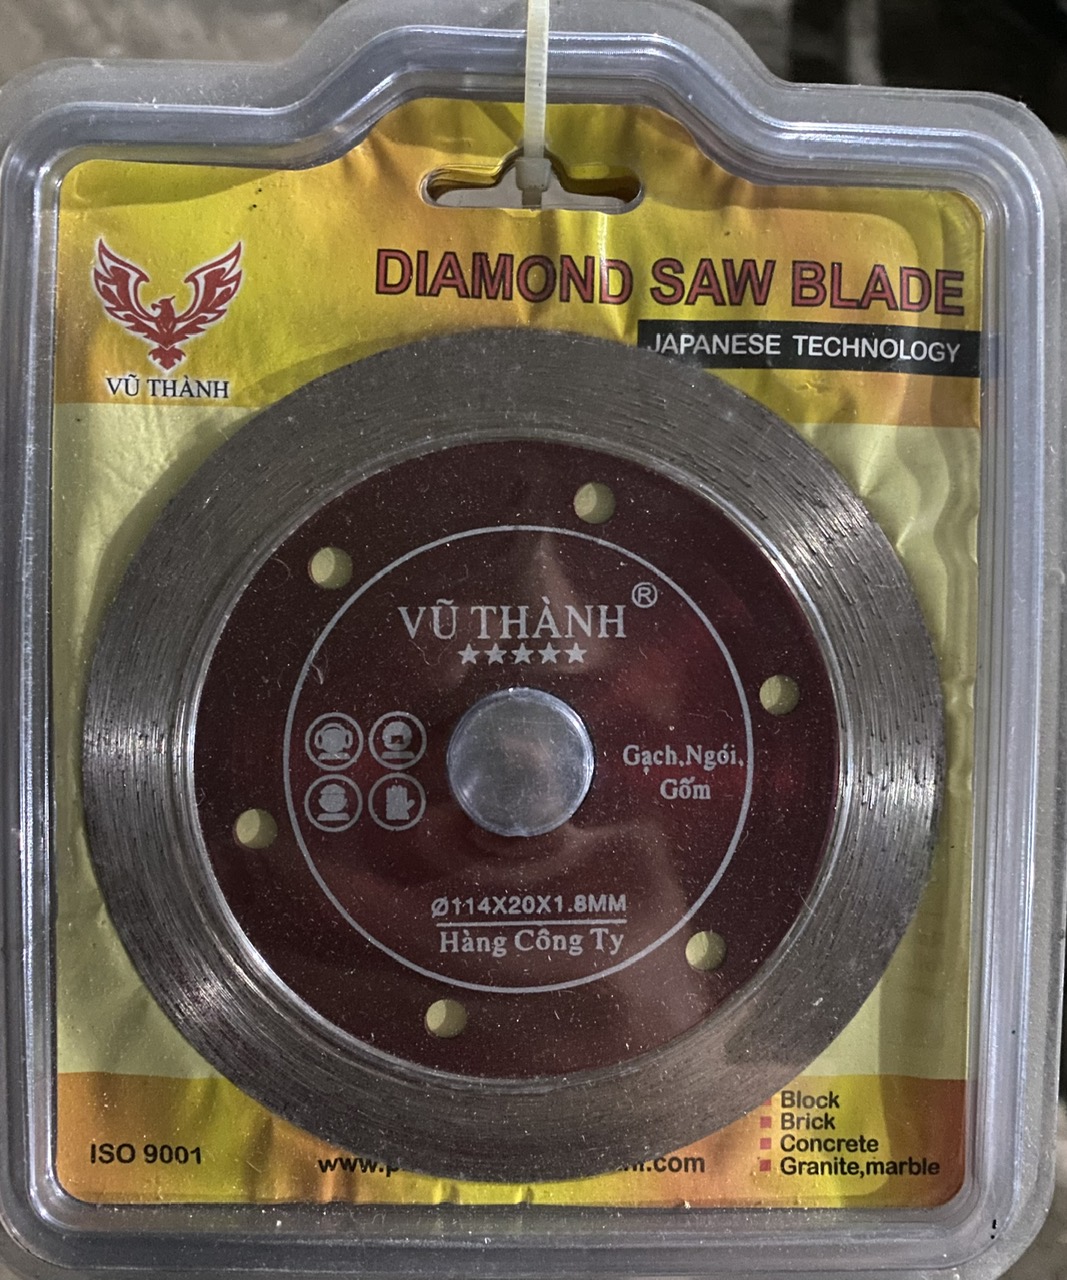 DIAMOND SAW BLADE
JAPANESE TECHNOLOGY
VŨ THÀNH
VŨ THÀNH ®
★★★★★
Gạch,Ngói,
Gốm
Ø114X20X1.8MM
Hàng Công Ty
Block
Brick
Concrete
Granite,marble
ISO 9001